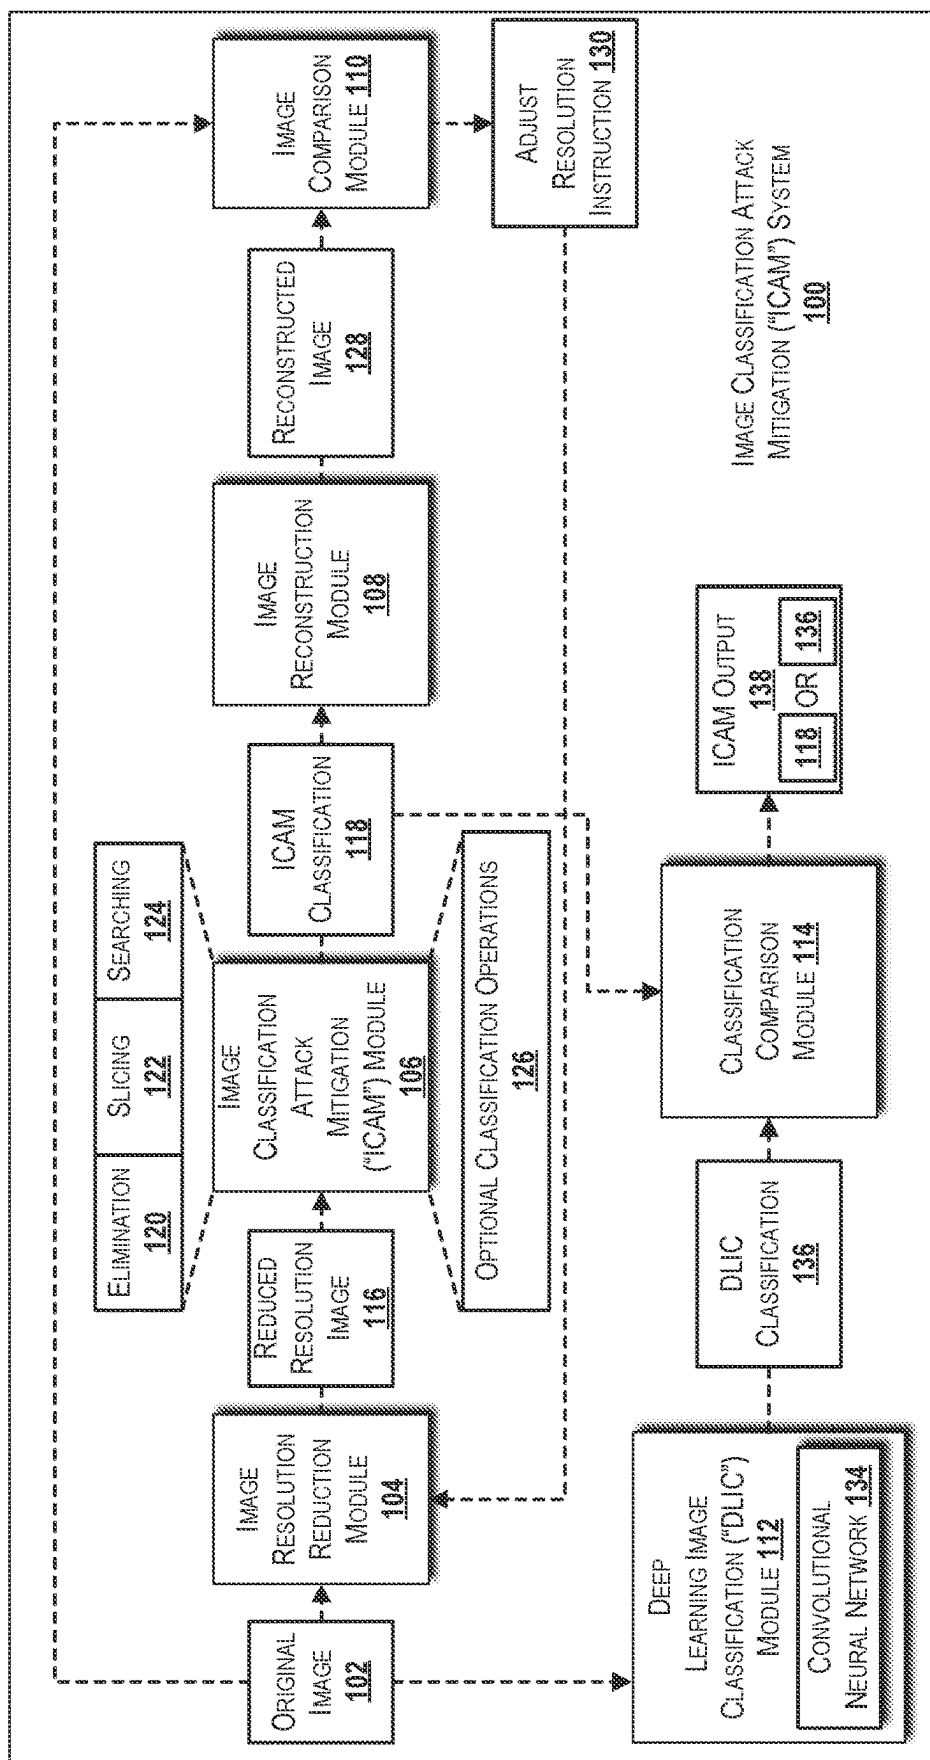 ORIGINAL
IMAGE
102
IMAGE
RESOLUTION
REDUCTION
MODULE
104
REDUCED
RESOLUTION
IMAGE
116
ELIMINATION
120
SLICING
122
SEARCHING
124
IMAGE
CLASSIFICATION
ATTACK
MITIGATION
("ICAM") MODULE
106
OPTIONAL CLASSIFICATION OPERATIONS
126
ICAM
CLASSIFICATION
118
IMAGE
RECONSTRUCTION
MODULE
108
RECONSTRUCTED
IMAGE
128
IMAGE
COMPARISON
MODULE 110
ADJUST
RESOLUTION
INSTRUCTION 130
DEEP
LEARNING IMAGE
CLASSIFICATION ("DLIC")
MODULE 112
CONVOLUTIONAL
NEURAL NETWORK 134
DLIC
CLASSIFICATION
136
CLASSIFICATION
COMPARISON
MODULE 114
ICAM OUTPUT
138
118 OR 136
IMAGE CLASSIFICATION ATTACK
MITIGATION ("ICAM") SYSTEM
100